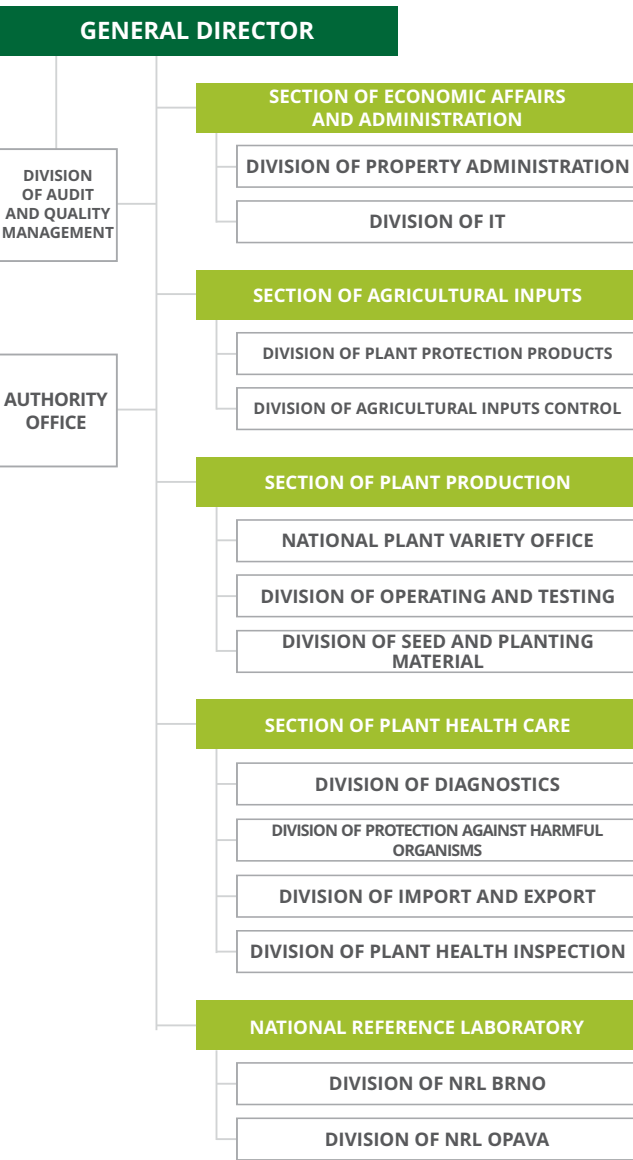 GENERAL DIRECTOR
SECTION OF ECONOMIC AFFAIRS
AND ADMINISTRATION
DIVISION OF PROPERTY ADMINISTRATION
DIVISION OF IT
DIVISION
OF AUDIT
AND QUALITY
MANAGEMENT
SECTION OF AGRICULTURAL INPUTS
DIVISION OF PLANT PROTECTION PRODUCTS
DIVISION OF AGRICULTURAL INPUTS CONTROL
AUTHORITY
OFFICE
SECTION OF PLANT PRODUCTION
NATIONAL PLANT VARIETY OFFICE
DIVISION OF OPERATING AND TESTING
DIVISION OF SEED AND PLANTING
MATERIAL
SECTION OF PLANT HEALTH CARE
DIVISION OF DIAGNOSTICS
DIVISION OF PROTECTION AGAINST HARMFUL
ORGANISMS
DIVISION OF IMPORT AND EXPORT
DIVISION OF PLANT HEALTH INSPECTION
NATIONAL REFERENCE LABORATORY
DIVISION OF NRL BRNO
DIVISION OF NRL OPAVA